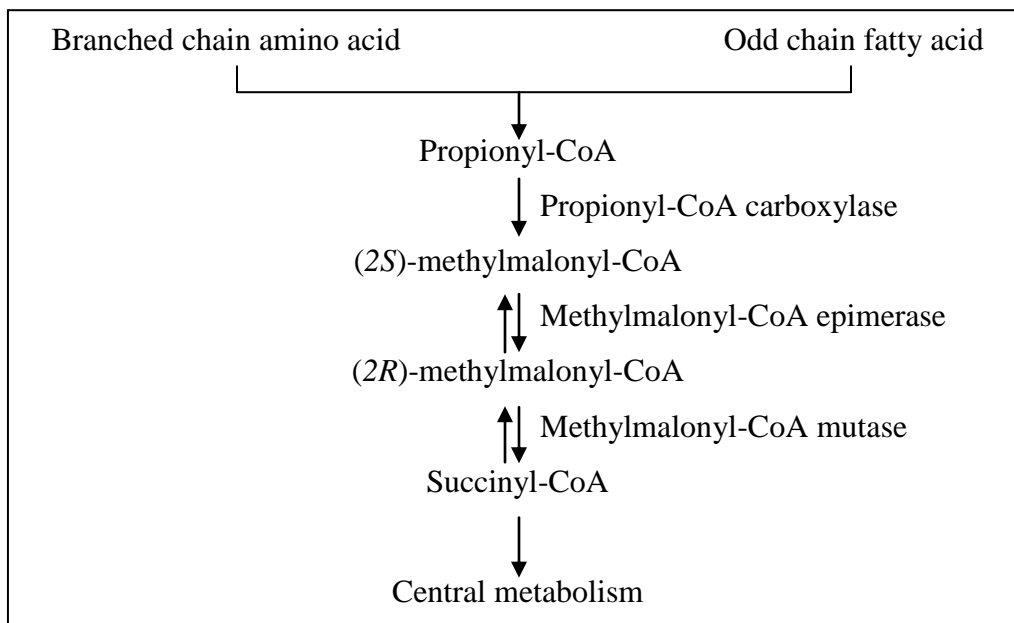 Branched chain amino acid
Odd chain fatty acid
Propionyl-CoA
Propionyl-CoA carboxylase
(2S)-methylmalonyl-CoA
Methylmalonyl-CoA epimerase
(2R)-methylmalonyl-CoA
Methylmalonyl-CoA mutase
Succinyl-CoA
Central metabolism